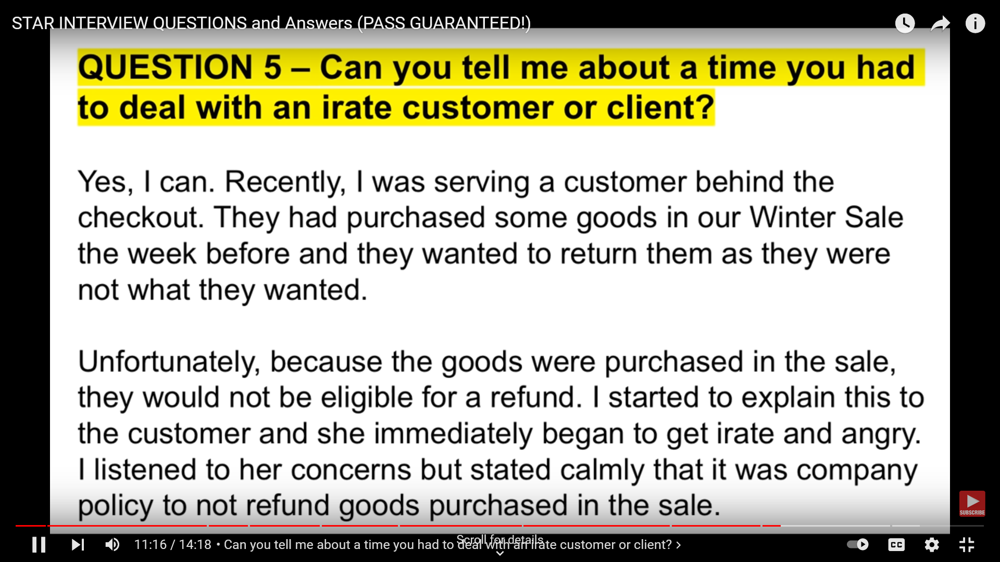 STAR INTERVIEW QUESTIONS and Answers (PASS GUARANTEED!)
QUESTION 5 – Can you tell me about a time you had
to deal with an irate customer or client?
Yes, I can. Recently, I was serving a customer behind the
checkout. They had purchased some goods in our Winter Sale
the week before and they wanted to return them as they were
not what they wanted.
Unfortunately, because the goods were purchased in the sale,
they would not be eligible for a refund. I started to explain this to
the customer and she immediately began to get irate and angry.
I listened to her concerns but stated calmly that it was company
policy to not refund goods purchased in the sale.
SUBSCRIBE
Scroll for details
11:16 / 14:18 • Can you tell me about a time you had to deal with an irate customer or client?
CC